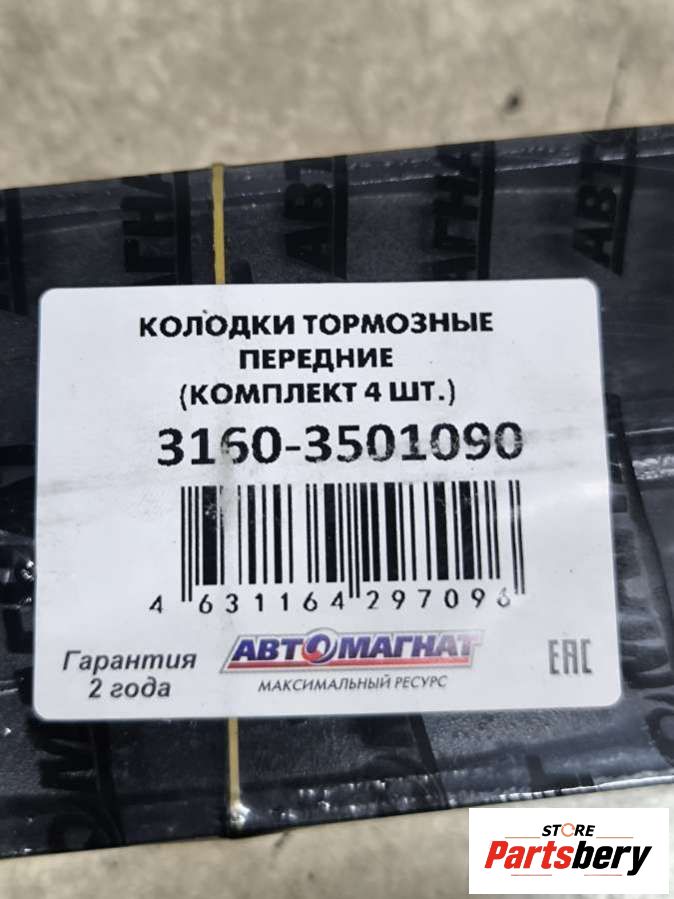 КОЛОДКИ ТОРМОЗНЫЕ
ПЕРЕДНИЕ
(КОМПЛЕКТ 4 ШТ.)
3160-3501090
4 631164 297096
Гарантия
2 года
АВТОМАГНАТ
МАКСИМАЛЬНЫЙ РЕСУРС
EAC
STORE
Partsbery